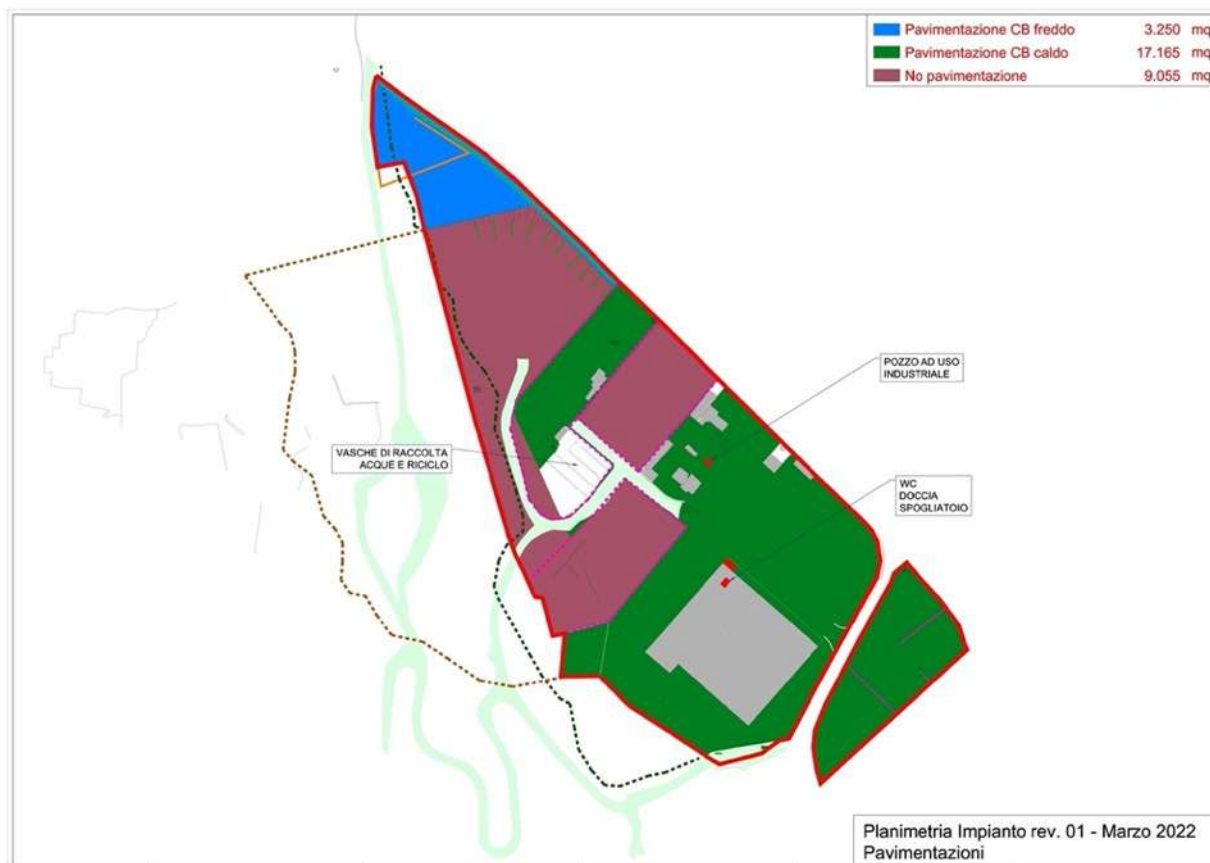 Pavimentazione CB freddo 3.250 mq
Pavimentazione CB caldo 17.165 mq
No pavimentazione 9.055 mq
POZZO AD USO
INDUSTRIALE
VASCHE DI RACCOLTA
ACQUE E RICICLO
WC
DOCCIA
SPOGLIATOIO
Planimetria Impianto rev. 01 - Marzo 2022
Pavimentazioni